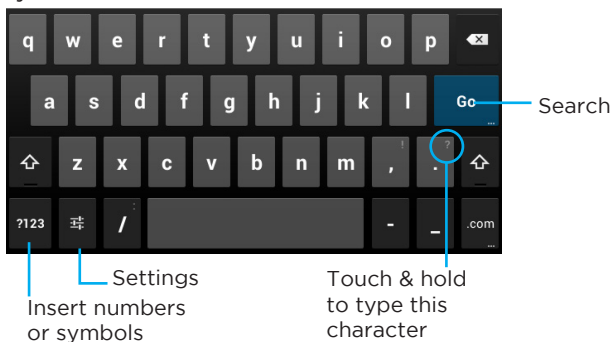 q w e r t y u i o p
a s d f g h j k l Go ...
Search
z x c v b n m , ! . ?
?123 / : - _ .com ...
Settings
Insert numbers
or symbols
Touch & hold
to type this
character